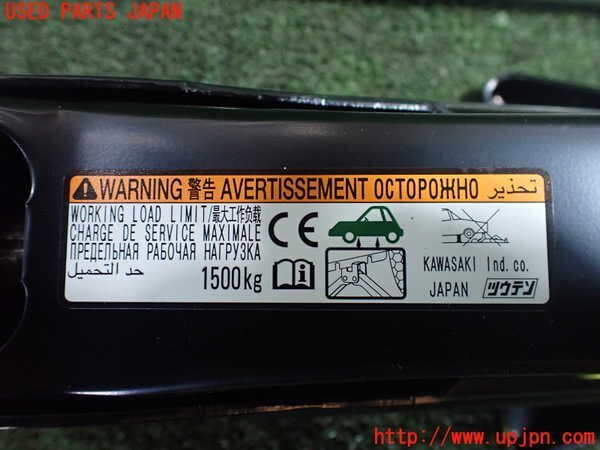 USED PARTS JAPAN
WARNING 警告 AVERTISSEMENT ОСТОРОЖНО تحذير
WORKING LOAD LIMIT/最大工作负载
CHARGE DE SERVICE MAXIMALE
ПРЕДЕЛЬНАЯ РАБОЧАЯ НАГРУЗКА
حد التحميل
1500kg
CE
KAWASAKI Ind. co.
JAPAN ツウテン
http://www.upjpn.com/